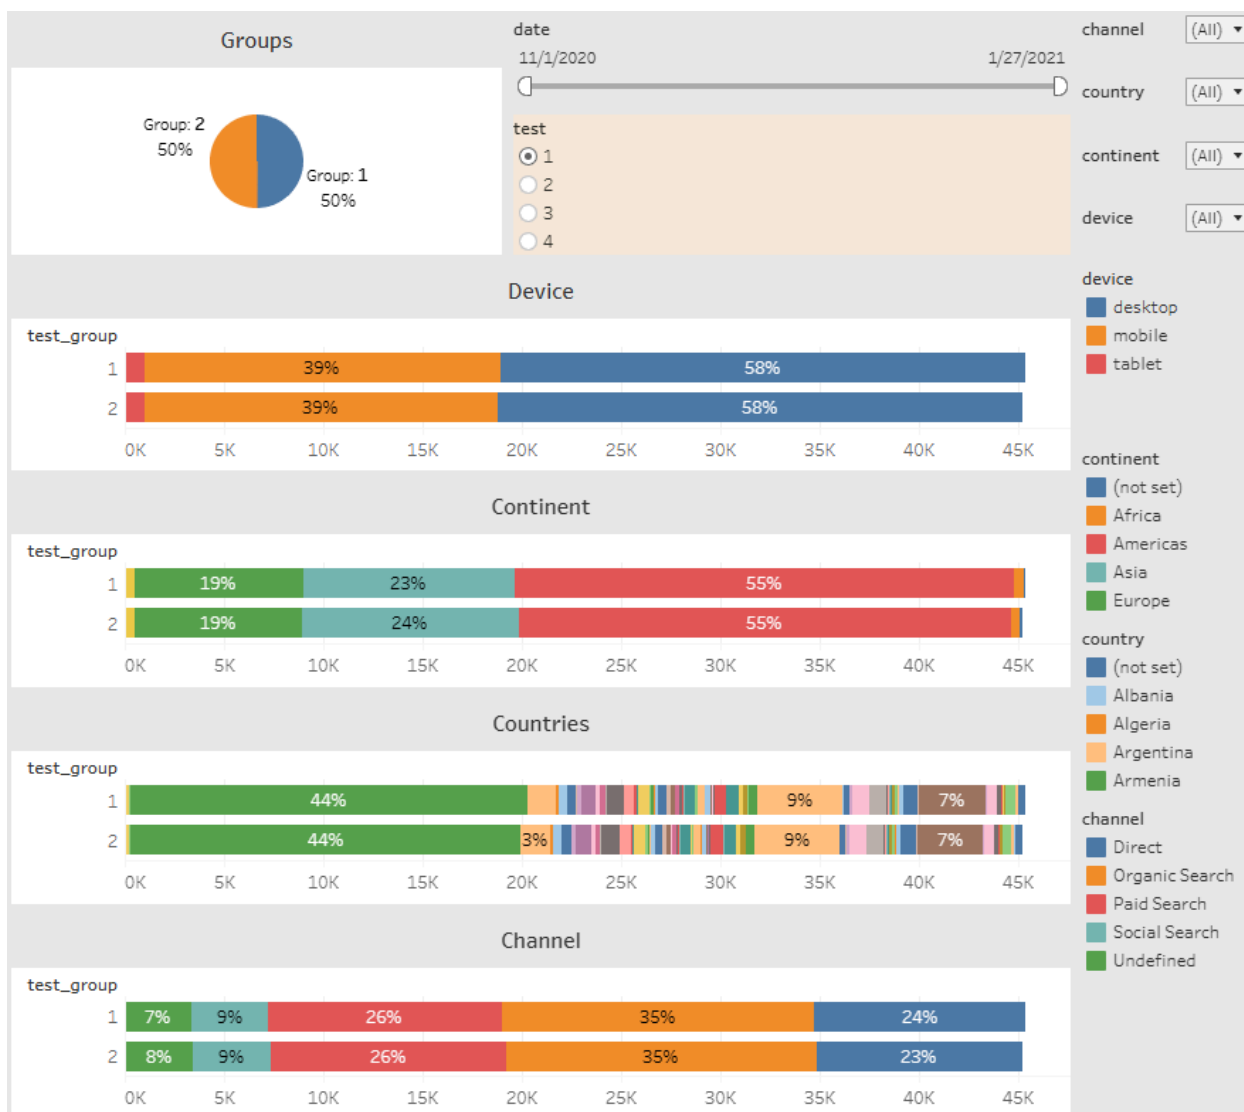 Groups
Group: 2
50%
Group: 1
50%
date
11/1/2020 1/27/2021
test
1
2
3
4
channel (All)
country (All)
continent (All)
device (All)
Device
test_group
1 39% 58%
2 39% 58%
0K 5K 10K 15K 20K 25K 30K 35K 40K 45K
Continent
test_group
1 19% 23% 55%
2 19% 24% 55%
0K 5K 10K 15K 20K 25K 30K 35K 40K 45K
Countries
test_group
1 44% 9% 7%
2 44% 3% 9% 7%
0K 5K 10K 15K 20K 25K 30K 35K 40K 45K
Channel
test_group
1 7% 9% 26% 35% 24%
2 8% 9% 26% 35% 23%
0K 5K 10K 15K 20K 25K 30K 35K 40K 45K
device
desktop
mobile
tablet
continent
(not set)
Africa
Americas
Asia
Europe
country
(not set)
Albania
Algeria
Argentina
Armenia
channel
Direct
Organic Search
Paid Search
Social Search
Undefined